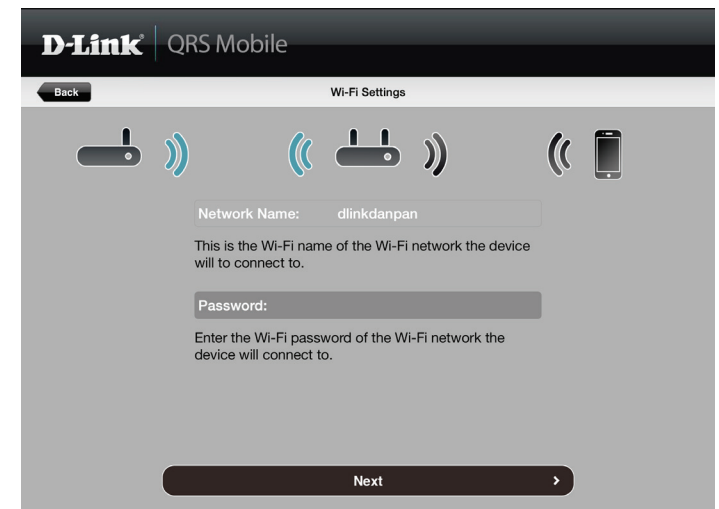 D-Link® QRS Mobile
Back Wi-Fi Settings
Network Name: dlinkdanpan
This is the Wi-Fi name of the Wi-Fi network the device
will to connect to.
Password:
Enter the Wi-Fi password of the Wi-Fi network the
device will connect to.
Next